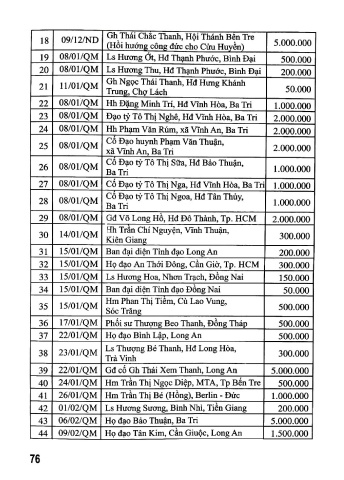 18 09/12/ND Gh Thái Chắc Thanh, Hội Thánh Bến Tre 5.000.000
(Hồi hướng công đức cho Cửu Huyền)
19 08/01/QM Ls Hương Ớt, Hđ Thạnh Phước, Bình Đại 500.000
20 08/01/QM Ls Hương Thu, Hđ Thạnh Phước, Bình Đại 200.000
21 11/01/QM Gh Ngọc Thái Thanh, Hđ Hưng Khánh 50.000
Trung, Chợ Lách
22 08/01/QM Hh Đặng Minh Trí, Hđ Vĩnh Hòa, Ba Tri 1.000.000
23 08/01/QM Đạo tỷ Tô Thị Nghê, Hđ Vĩnh Hòa, Ba Tri 2.000.000
24 08/01/QM Hh Phạm Văn Rúm, xã Vĩnh An, Ba Tri 2.000.000
25 08/01/QM Cố Đạo huynh Phạm Văn Thuận, 2.000.000
xã Vĩnh An, Ba Tri
26 08/01/QM Cố Đạo tỷ Tô Thị Sữa, Hđ Bảo Thuận, 1.000.000
Ba Tri
27 08/01/QM Cố Đạo tỷ Tô Thị Nga, Hđ Vĩnh Hòa, Ba Tri 1.000.000
28 08/01/QM Cố Đạo tỷ Tô Thị Ngoa, Hđ Tân Thủy, 1.000.000
Ba Tri
29 08/01/QM Gđ Võ Long Hồ, Hđ Đô Thành, Tp. HCM 2.000.000
30 14/01/QM Hh Trần Chí Nguyện, Vĩnh Thuận, 300.000
Kiên Giang
31 15/01/QM Ban đại diện Tỉnh đạo Long An 200.000
32 15/01/QM Họ đạo An Thới Đông, Cần Giờ, Tp. HCM 300.000
33 15/01/QM Ls Hương Hoa, Nhơn Trạch, Đồng Nai 150.000
34 15/01/QM Ban đại diện Tỉnh đạo Đồng Nai 50.000
35 15/01/QM Hm Phan Thị Tiềm, Cù Lao Vung, 500.000
Sóc Trăng
36 17/01/QM Phối sư Thượng Beo Thanh, Đồng Tháp 500.000
37 22/01/QM Họ đạo Bình Lập, Long An 500.000
38 23/01/QM Ls Thượng Bé Thanh, Hđ Long Hòa, 300.000
Trà Vinh
39 22/01/QM Gđ cố Gh Thái Xem Thanh, Long An 5.000.000
40 24/01/QM Hm Trần Thị Ngọc Diệp, MTA, Tp Bến Tre 500.000
41 26/01/QM Hm Trần Thị Bé (Hồng), Berlin - Đức 1.000.000
42 01/02/QM Ls Hương Sương, Bình Nhì, Tiền Giang 200.000
43 06/02/QM Họ đạo Bảo Thuận, Ba Tri 5.000.000
44 09/02/QM Họ đạo Tân Kim, Cần Giuộc, Long An 1.500.000
76